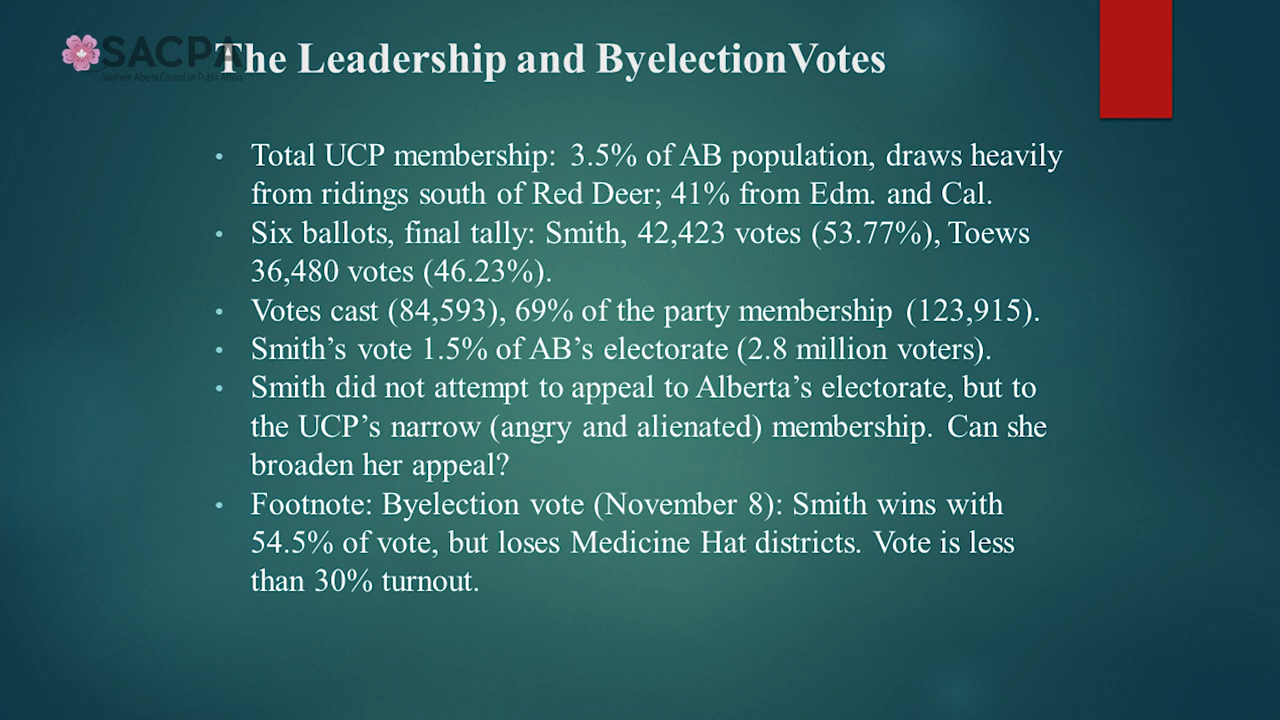 SACPA
Southern Alberta Council on Public Affairs
The Leadership and ByelectionVotes
• Total UCP membership: 3.5% of AB population, draws heavily
from ridings south of Red Deer; 41% from Edm. and Cal.
• Six ballots, final tally: Smith, 42,423 votes (53.77%), Toews
36,480 votes (46.23%).
• Votes cast (84,593), 69% of the party membership (123,915).
• Smith’s vote 1.5% of AB’s electorate (2.8 million voters).
• Smith did not attempt to appeal to Alberta’s electorate, but to
the UCP’s narrow (angry and alienated) membership. Can she
broaden her appeal?
• Footnote: Byelection vote (November 8): Smith wins with
54.5% of vote, but loses Medicine Hat districts. Vote is less
than 30% turnout.